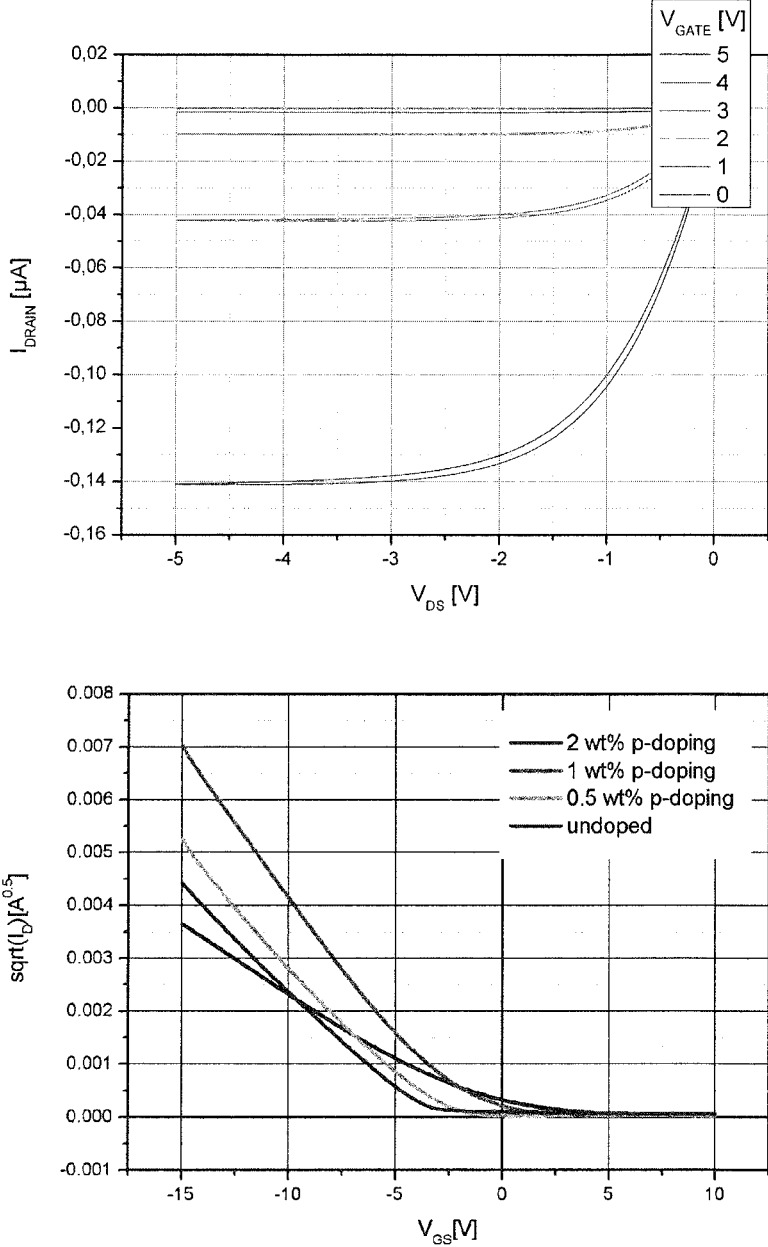 V_GATE [V]
5
4
3
2
1
0
0,02
0,00
-0,02
-0,04
-0,06
-0,08
-0,10
-0,12
-0,14
-0,16
I_DRAIN [µA]
-5 -4 -3 -2 -1 0
V_DS [V]
0.008
0.007
0.006
0.005
0.004
0.003
0.002
0.001
0.000
-0.001
sqrt(I_D)[A^0.5]
2 wt% p-doping
1 wt% p-doping
0.5 wt% p-doping
undoped
-15 -10 -5 0 5 10
V_GS[V]